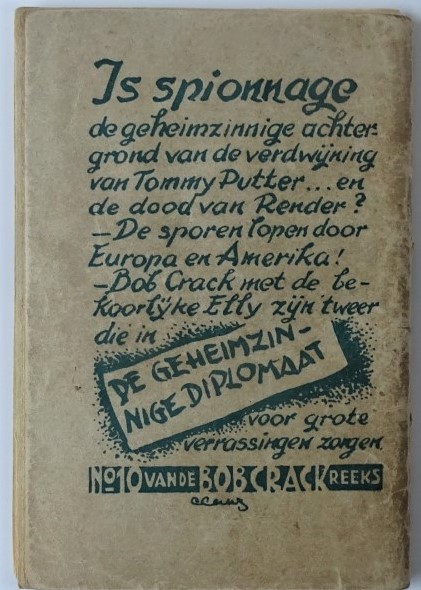 Is spionnage
de geheimzinnige achter-
grond van de verdwijning
van Tommy Putter... en
de dood van Render?
– De sporen lopen door
Europa en Amerika!
– Bob Crack met de be-
koorlijke Elly zijn 't weer
die in
DE GEHEIMZIN-
NIGE DIPLOMAAT
voor grote
verrassingen zorgen
No 10 VAN DE BOB CRACK REEKS